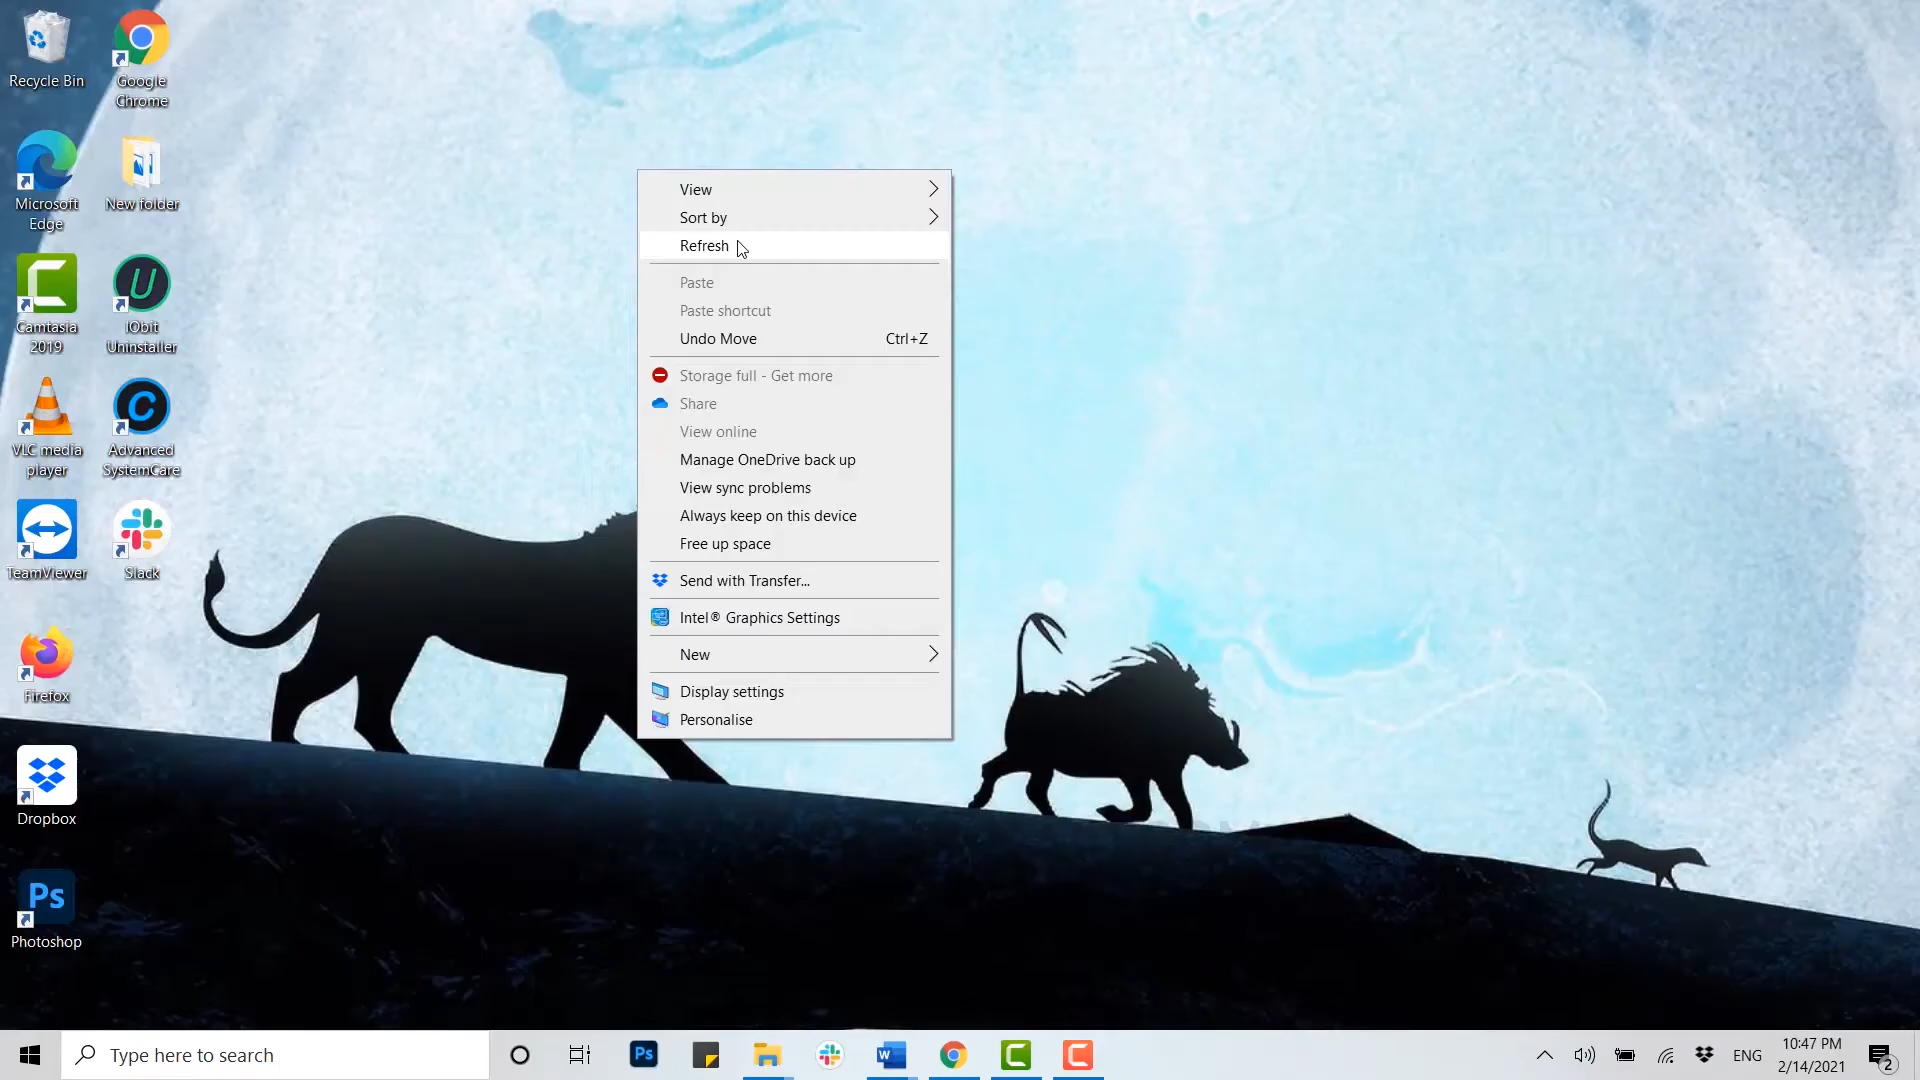 Recycle Bin
Google
Chrome
Microsoft
Edge
New folder
Camtasia
2019
IObit
Uninstaller
VLC media
player
Advanced
SystemCare
TeamViewer
Slack
Firefox
Dropbox
Ps
Photoshop
View
Sort by
Refresh
Paste
Paste shortcut
Undo Move Ctrl+Z
Storage full - Get more
Share
View online
Manage OneDrive back up
View sync problems
Always keep on this device
Free up space
Send with Transfer...
Intel® Graphics Settings
New
Display settings
Personalise
Type here to search
Ps
W
ENG
10:47 PM
2/14/2021
2